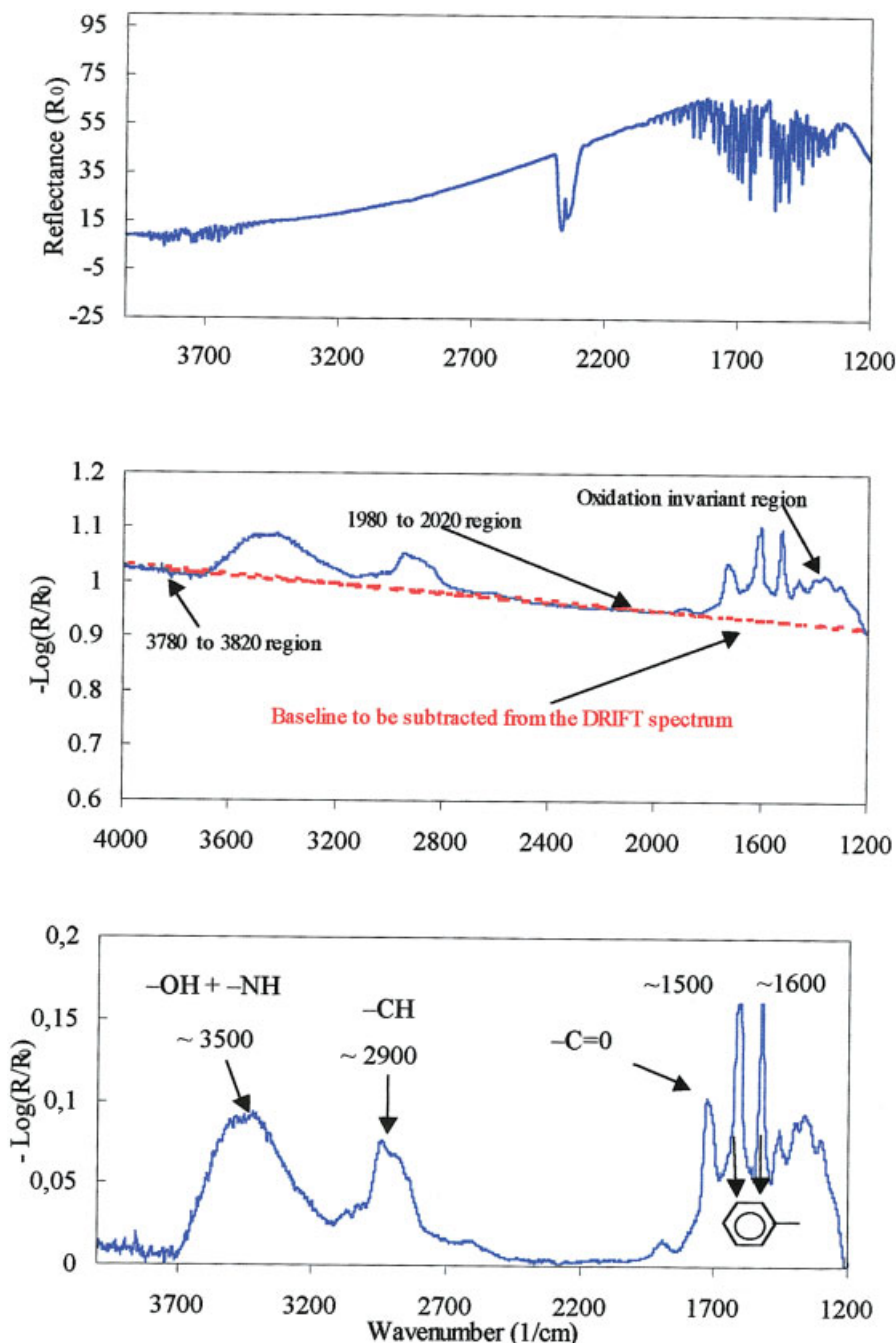 95
75
55
35
15
-5
-25
Reflectance (R0)
3700 3200 2700 2200 1700 1200
1.2
1.1
1
0.9
0.8
0.7
0.6
-Log(R/R0)
1980 to 2020 region
Oxidation invariant region
3780 to 3820 region
Baseline to be subtracted from the DRIFT spectrum
4000 3600 3200 2800 2400 2000 1600 1200
0,2
0,15
0,1
0,05
0
- Log(R/R0)
–OH + –NH
~ 3500
–CH
~ 2900
–C=0
~1500 ~1600
3700 3200 2700 2200 1700 1200
Wavenumber (1/cm)